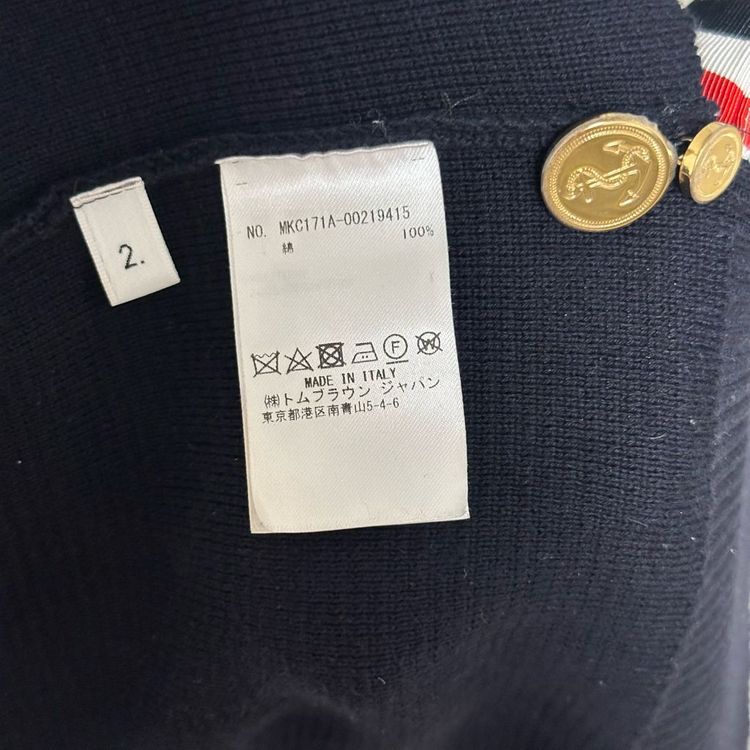 2.
NO. MKC171A-00219415
綿 100%
F
W
MADE IN ITALY
㈱トムブラウン ジャパン
東京都港区南青山5-4-6